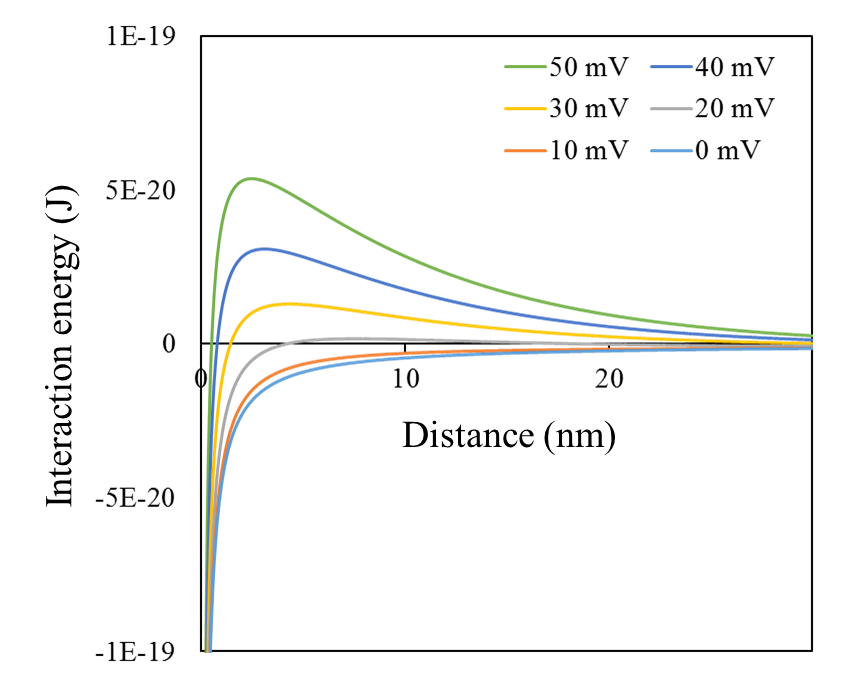 1E-19
50 mV 40 mV
30 mV 20 mV
10 mV 0 mV
5E-20
0
0 10 20
Distance (nm)
Interaction energy (J)
-5E-20
-1E-19